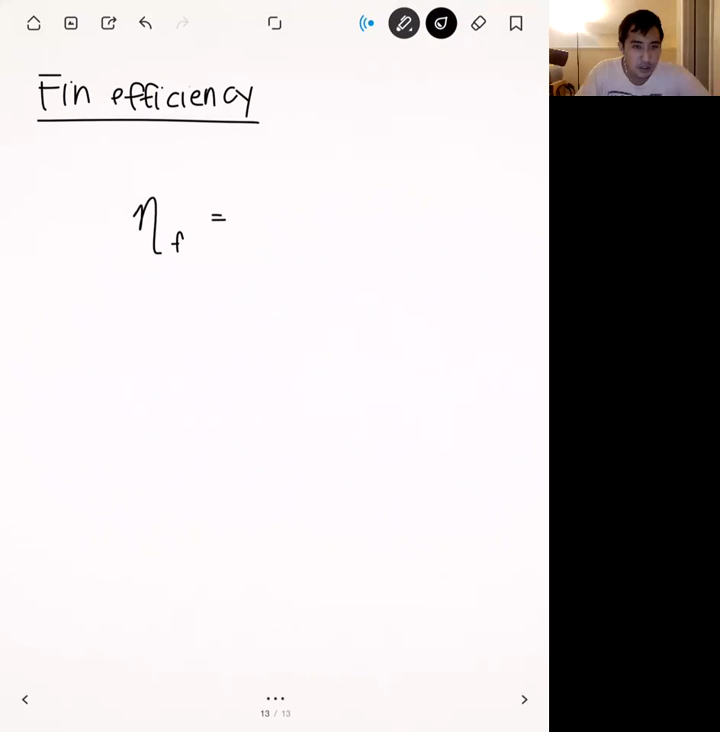 Fin efficiency
η_f =
13 / 13